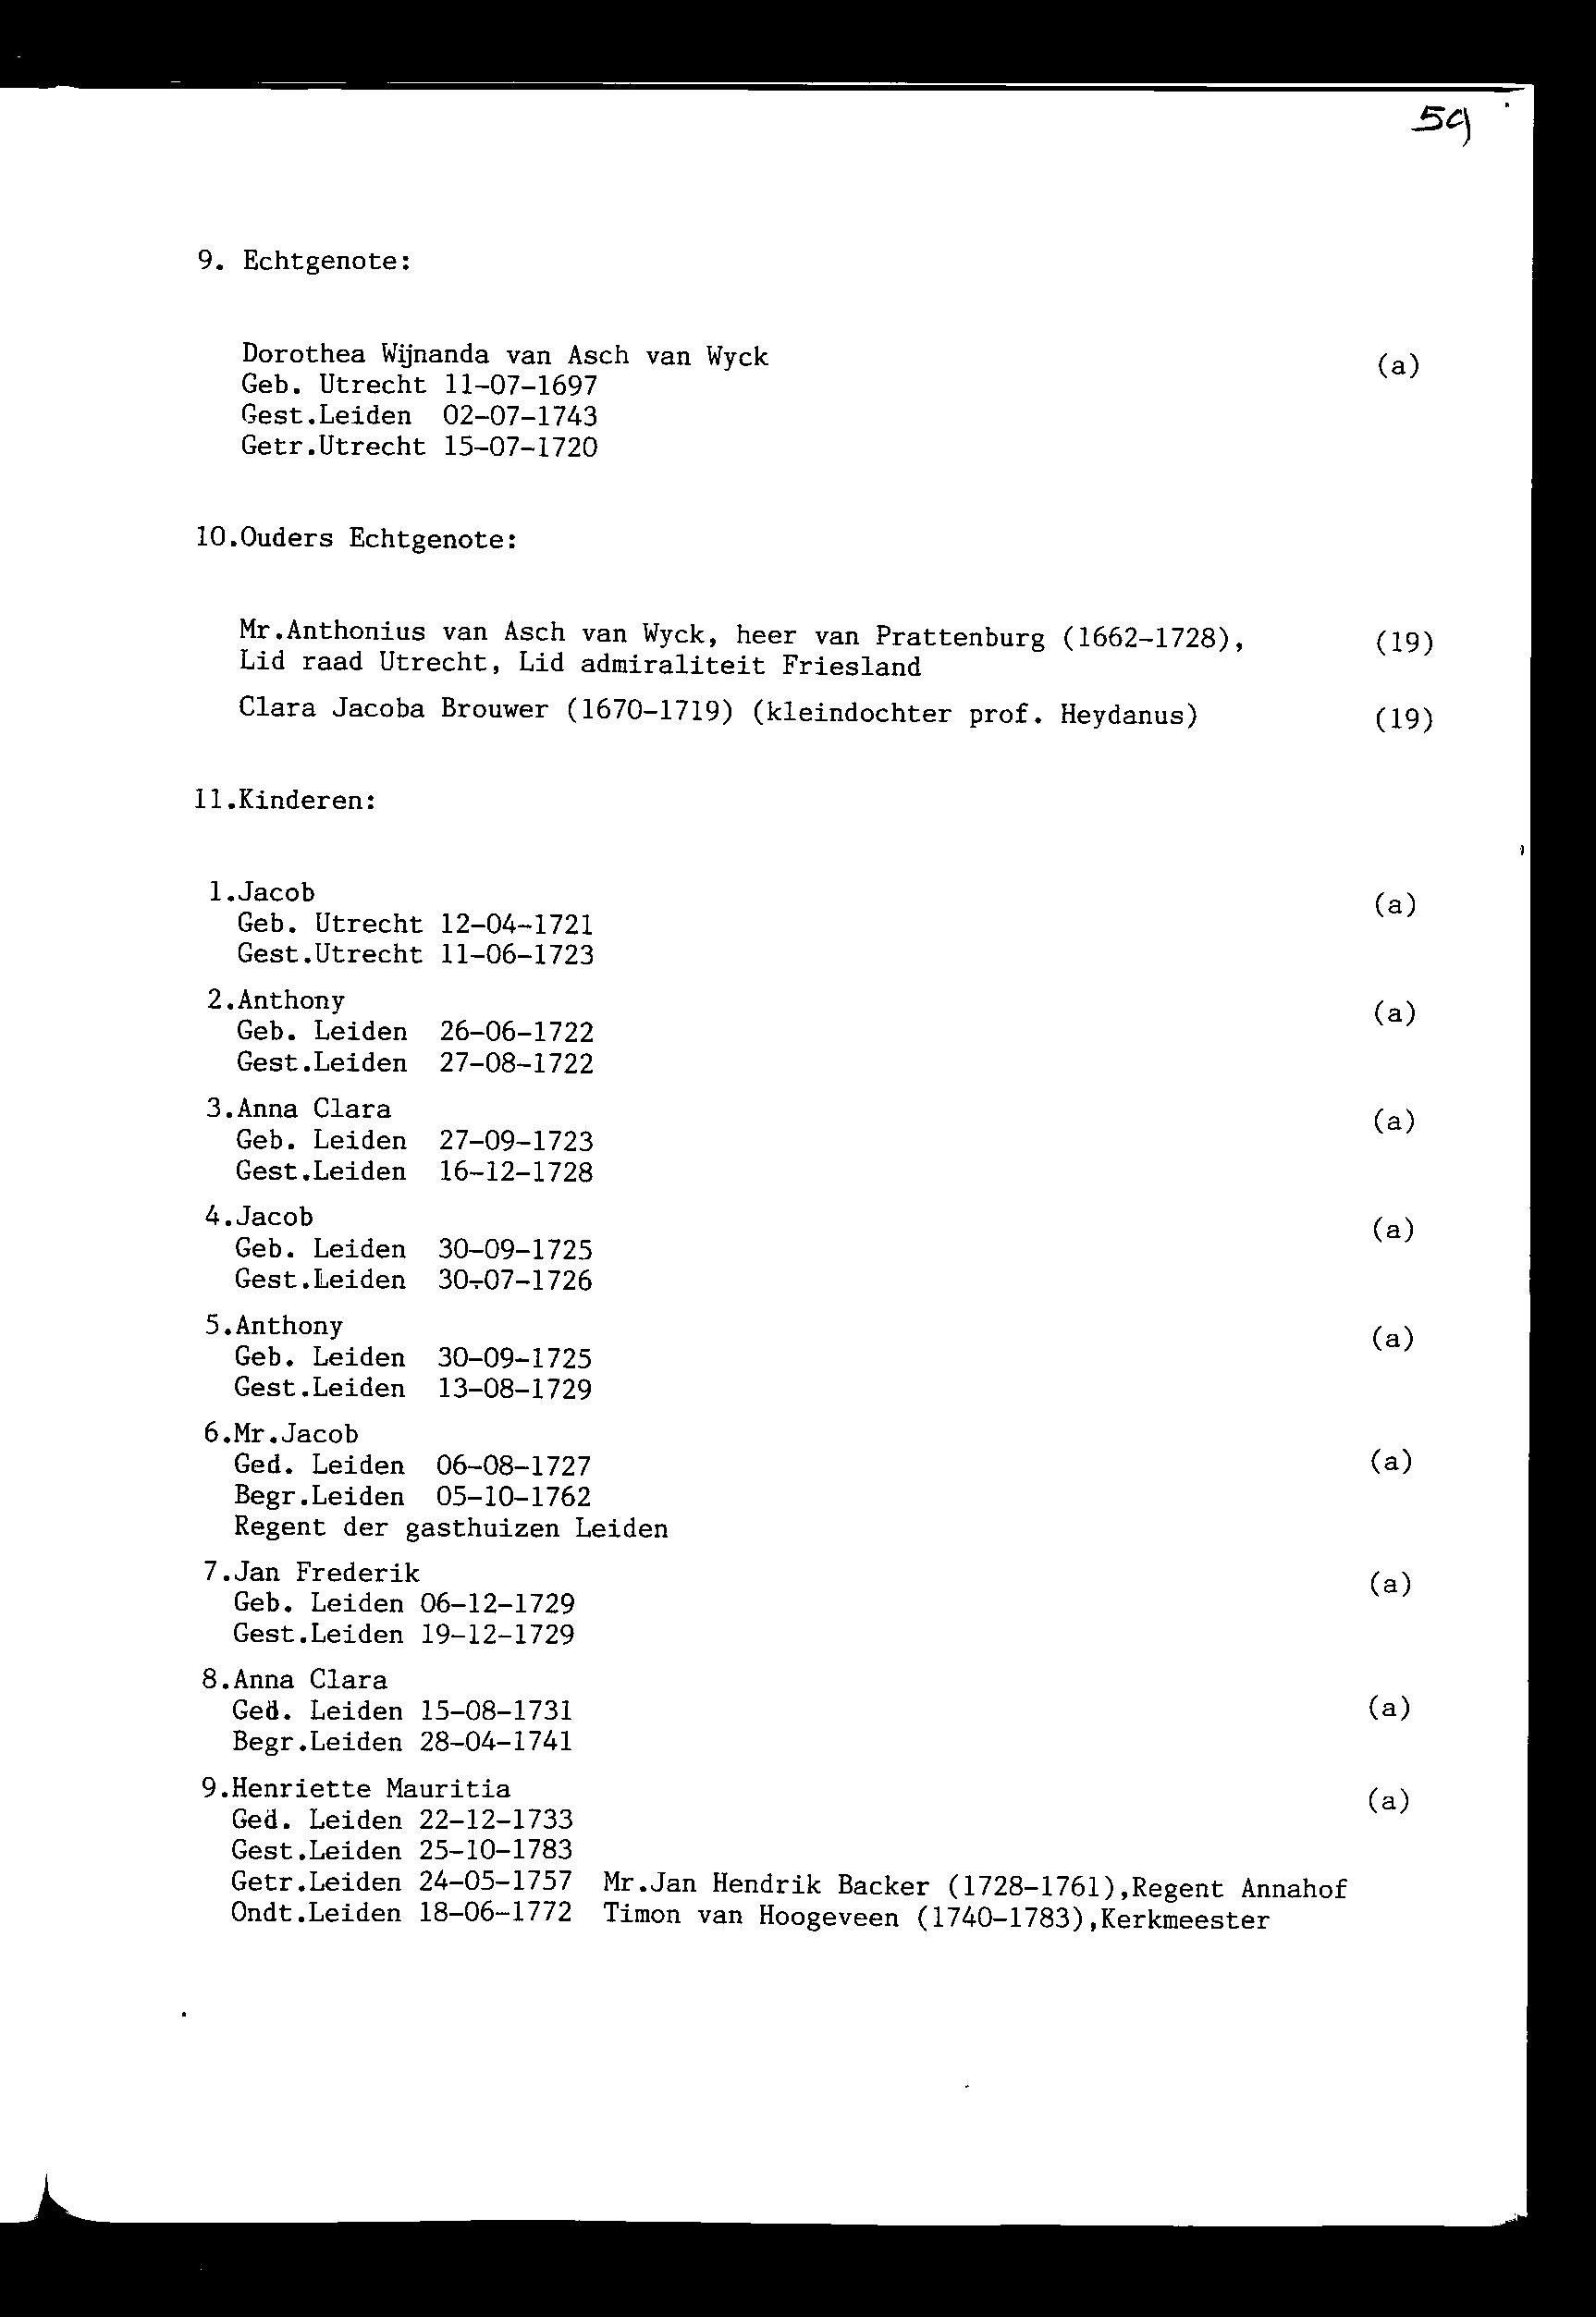 59
9. Echtgenote:
Dorothea Wijnanda van Asch van Wyck (a)
Geb. Utrecht 11-07-1697
Gest.Leiden 02-07-1743
Getr.Utrecht 15-07-1720
10.Ouders Echtgenote:
Mr.Anthonius van Asch van Wyck, heer van Prattenburg (1662-1728), (19)
Lid raad Utrecht, Lid admiraliteit Friesland
Clara Jacoba Brouwer (1670-1719) (kleindochter prof. Heydanus) (19)
11.Kinderen:
1.Jacob (a)
Geb. Utrecht 12-04-1721
Gest.Utrecht 11-06-1723
2.Anthony (a)
Geb. Leiden 26-06-1722
Gest.Leiden 27-08-1722
3.Anna Clara (a)
Geb. Leiden 27-09-1723
Gest.Leiden 16-12-1728
4.Jacob (a)
Geb. Leiden 30-09-1725
Gest.Leiden 30-07-1726
5.Anthony (a)
Geb. Leiden 30-09-1725
Gest.Leiden 13-08-1729
6.Mr.Jacob
Ged. Leiden 06-08-1727 (a)
Begr.Leiden 05-10-1762
Regent der gasthuizen Leiden
7.Jan Frederik (a)
Geb. Leiden 06-12-1729
Gest.Leiden 19-12-1729
8.Anna Clara
Ged. Leiden 15-08-1731 (a)
Begr.Leiden 28-04-1741
9.Henriette Mauritia (a)
Ged. Leiden 22-12-1733
Gest.Leiden 25-10-1783
Getr.Leiden 24-05-1757 Mr.Jan Hendrik Backer (1728-1761),Regent Annahof
Ondt.Leiden 18-06-1772 Timon van Hoogeveen (1740-1783),Kerkmeester